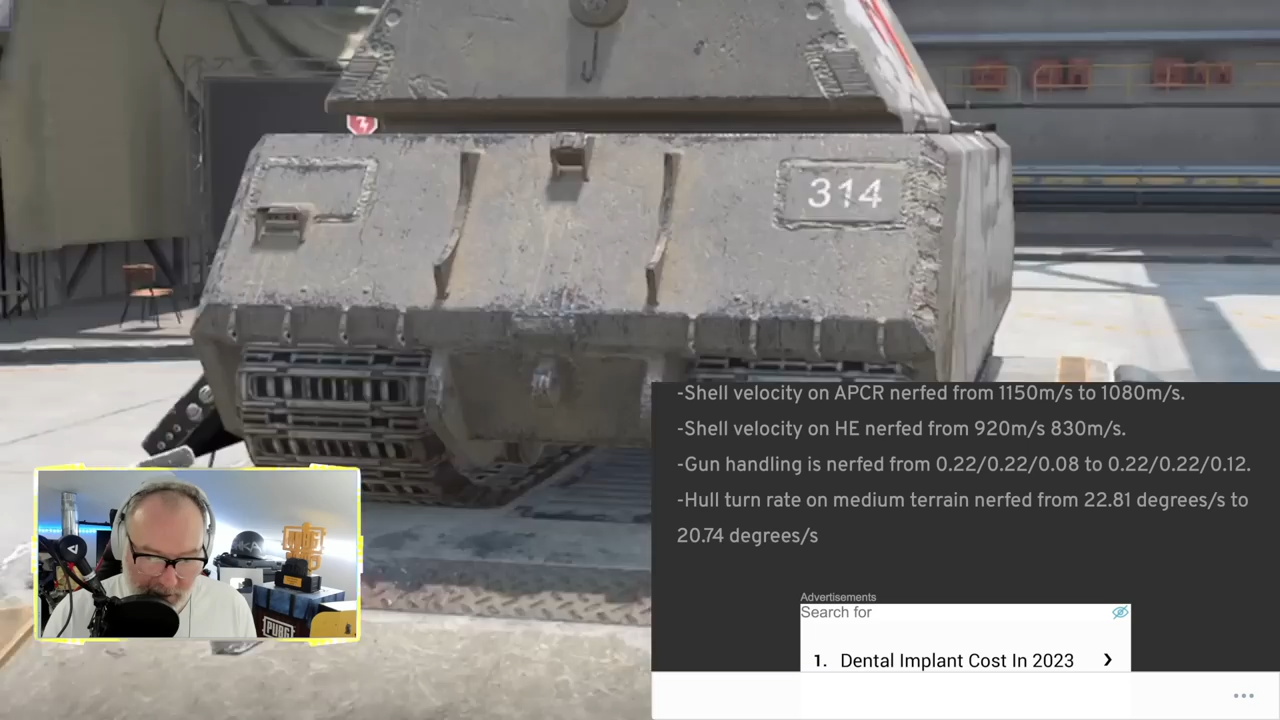 314
-Shell velocity on APCR nerfed from 1150m/s to 1080m/s.
-Shell velocity on HE nerfed from 920m/s 830m/s.
-Gun handling is nerfed from 0.22/0.22/0.08 to 0.22/0.22/0.12.
-Hull turn rate on medium terrain nerfed from 22.81 degrees/s to
20.74 degrees/s
PUBG
Advertisements
Search for
1. Dental Implant Cost In 2023